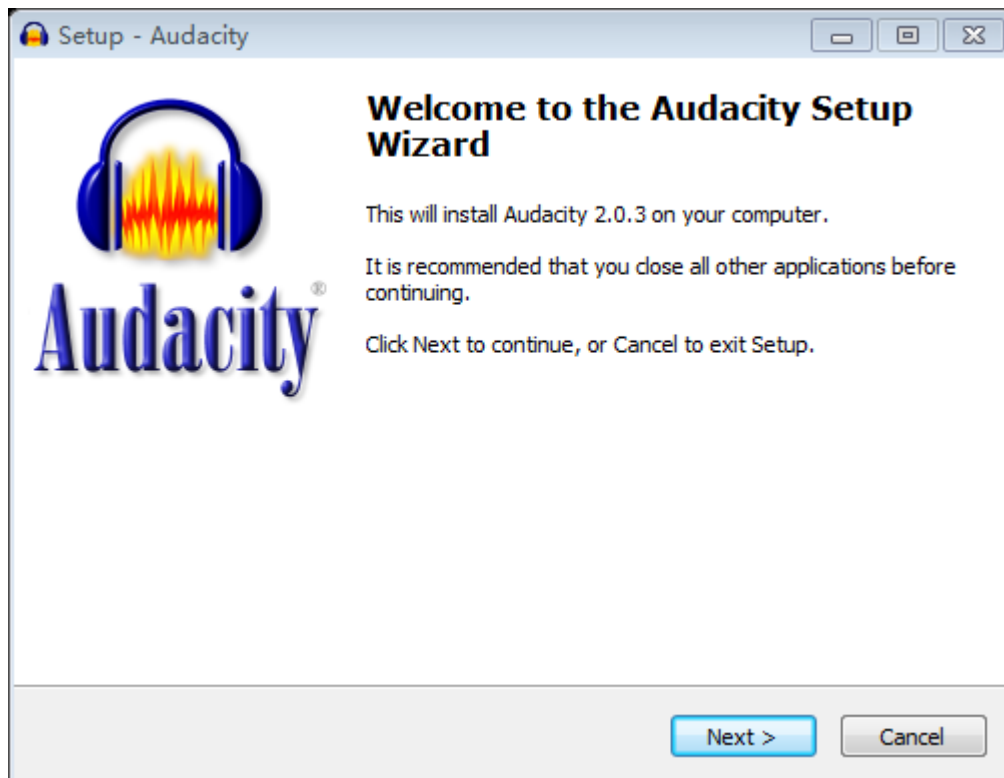 Setup - Audacity
Welcome to the Audacity Setup
Wizard
This will install Audacity 2.0.3 on your computer.
It is recommended that you close all other applications before
continuing.
Click Next to continue, or Cancel to exit Setup.
Audacity®
Next >
Cancel